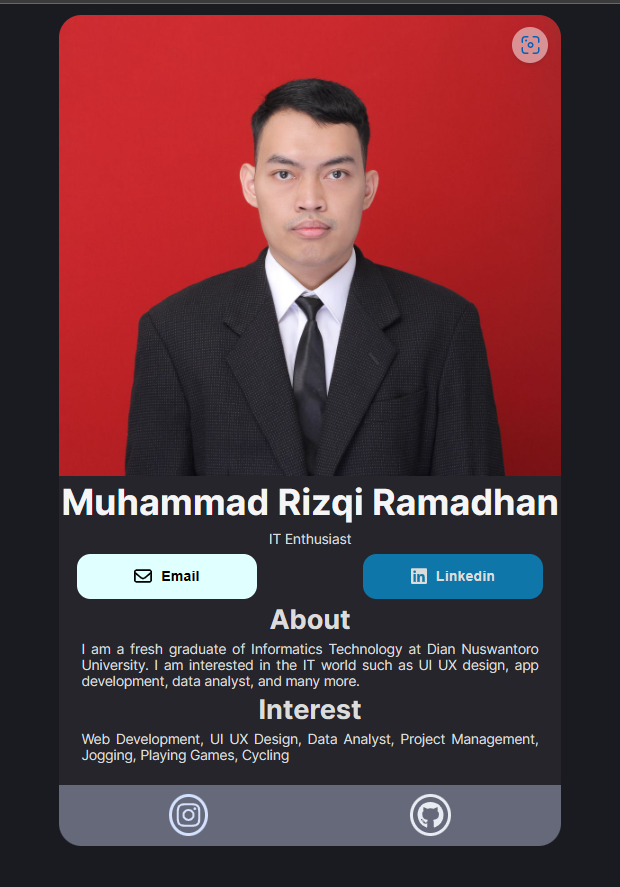 Muhammad Rizqi Ramadhan
IT Enthusiast
Email
Linkedin
About
I am a fresh graduate of Informatics Technology at Dian Nuswantoro
University. I am interested in the IT world such as UI UX design, app
development, data analyst, and many more.
Interest
Web Development, UI UX Design, Data Analyst, Project Management,
Jogging, Playing Games, Cycling